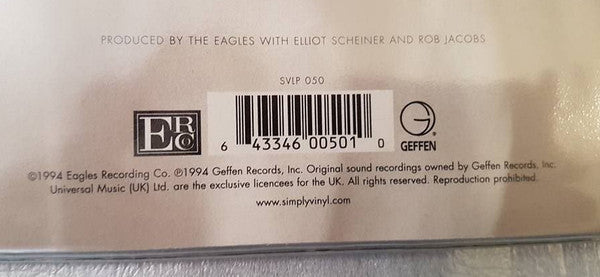 PRODUCED BY THE EAGLES WITH ELLIOT SCHEINER AND ROB JACOBS
SVLP 050
ERCo
6 43346 00501 0
G
GEFFEN
©1994 Eagles Recording Co. ℗1994 Geffen Records, Inc. Original sound recordings owned by Geffen Records, Inc.
Universal Music (UK) Ltd. are the exclusive licencees for the UK. All rights reserved. Reproduction prohibited.
www.simplyvinyl.com